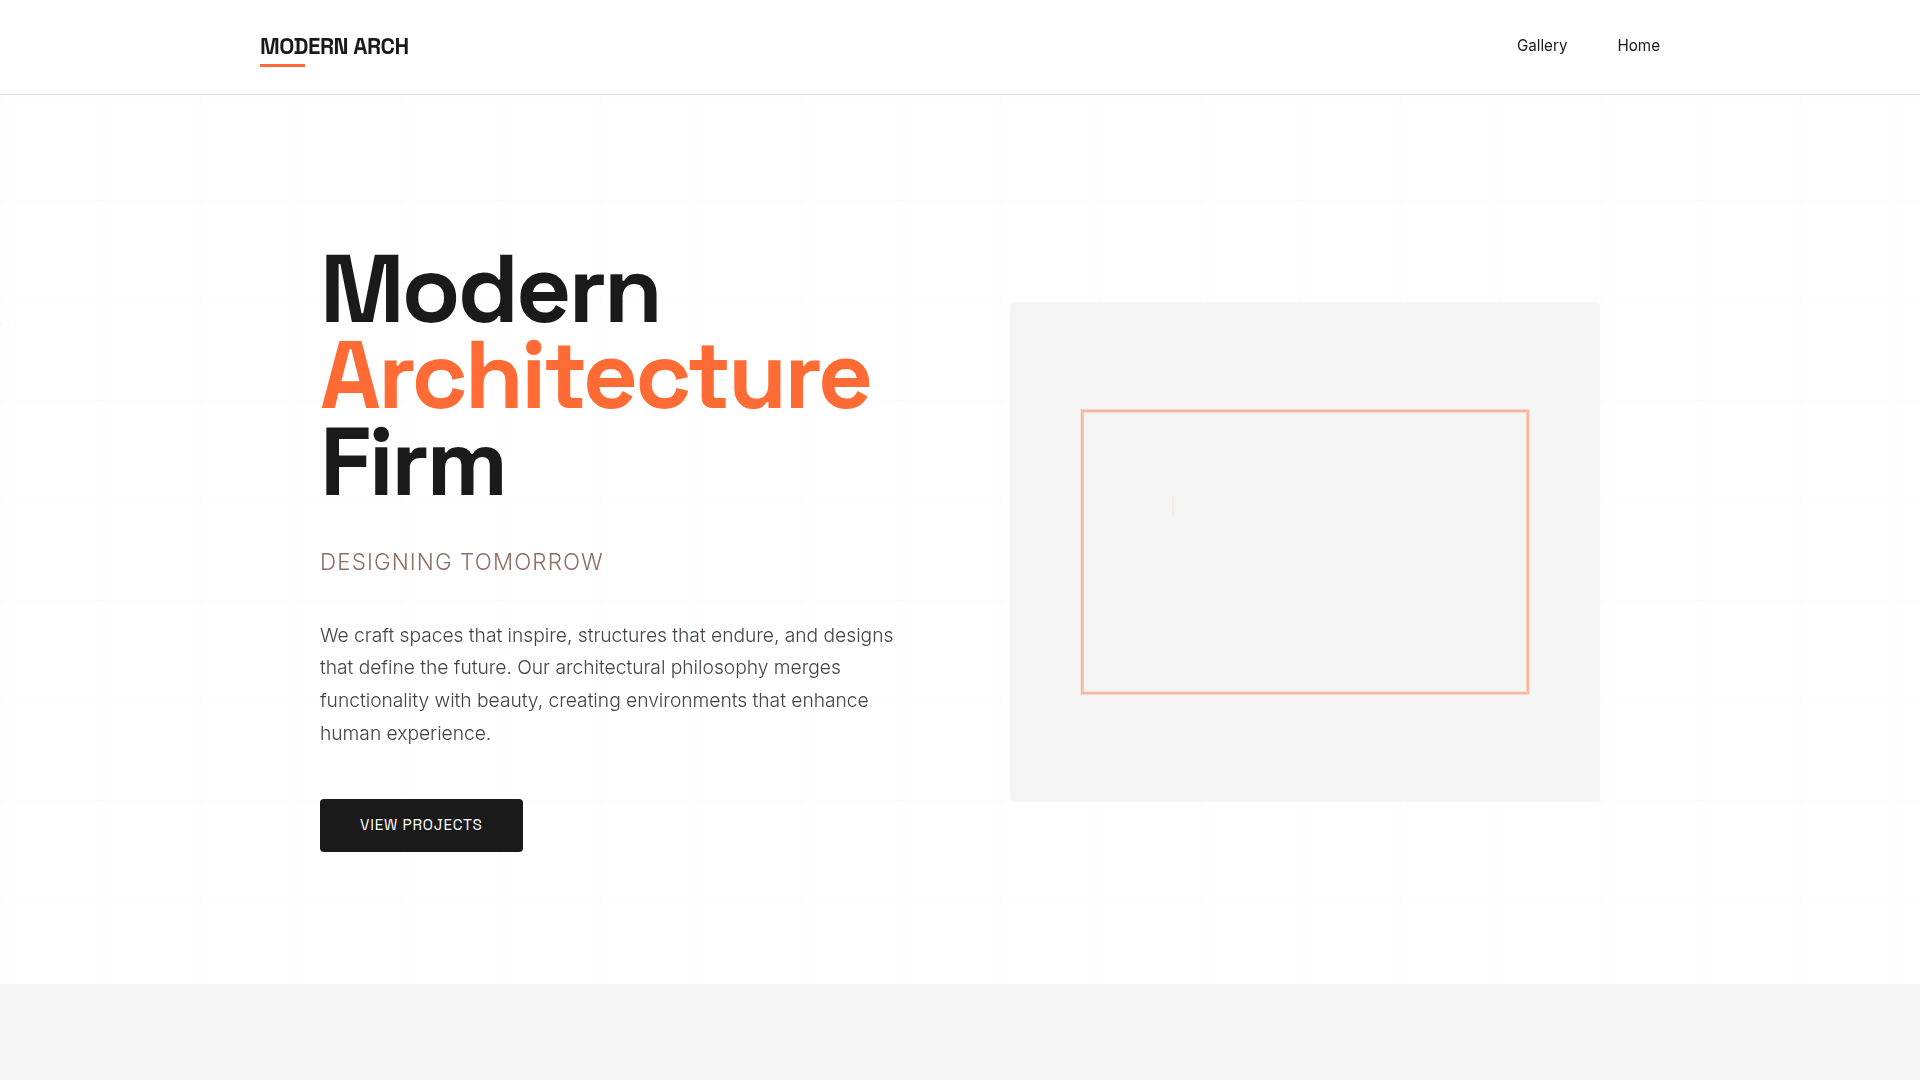 MODERN ARCH
Gallery
Home
Modern
Architecture
Firm
DESIGNING TOMORROW
We craft spaces that inspire, structures that endure, and designs
that define the future. Our architectural philosophy merges
functionality with beauty, creating environments that enhance
human experience.
VIEW PROJECTS